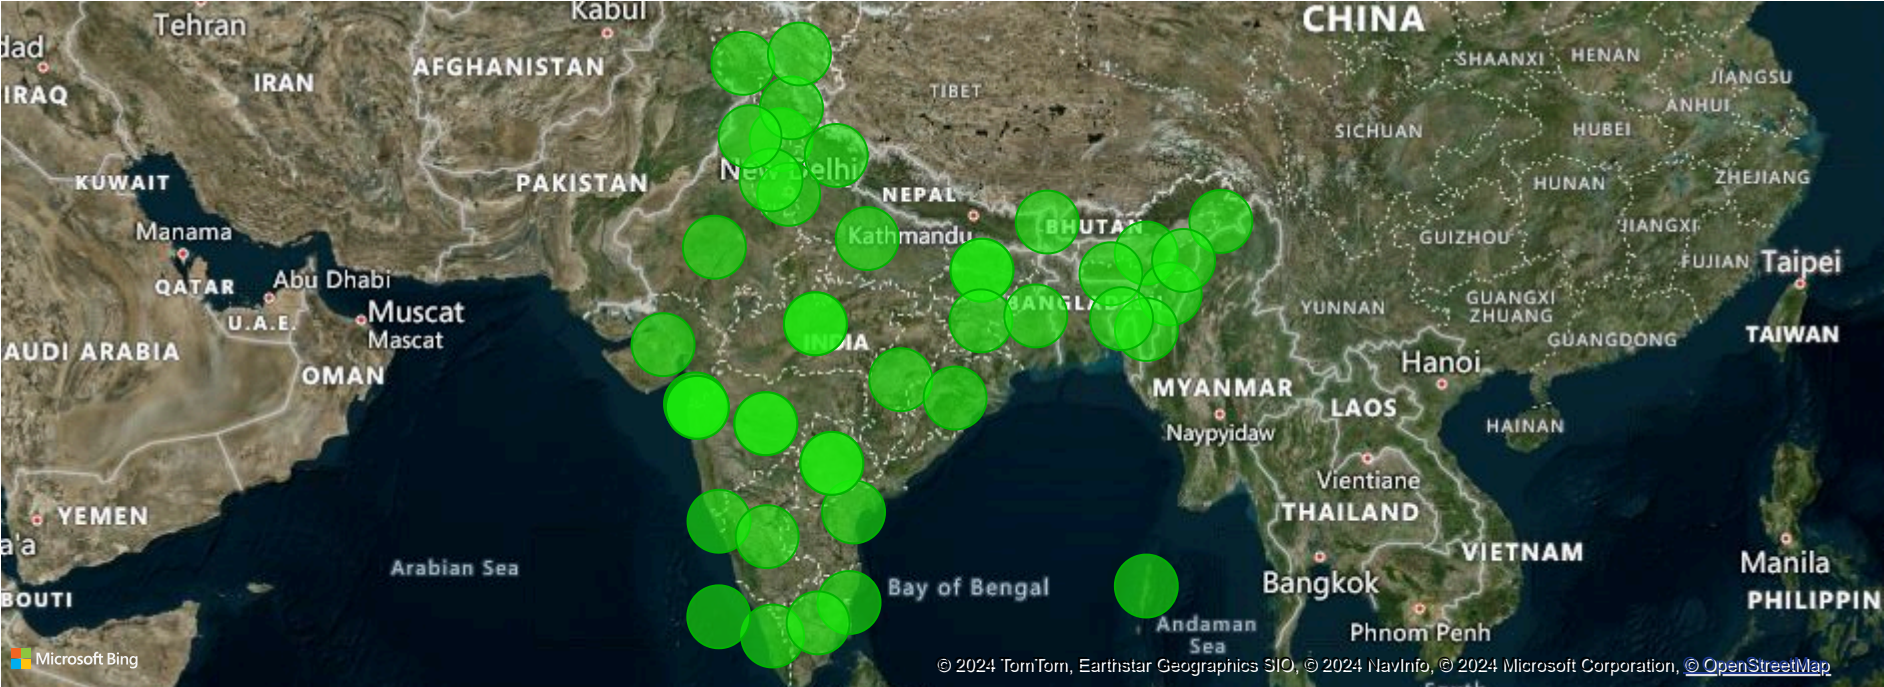 Kabul
CHINA
Tehran
dad
SHAANXI
HENAN
AFGHANISTAN
JIANGSU
IRAN
IRAQ
TIBET
ANHUI
SICHUAN
HUBEI
New Delhi
KUWAIT
PAKISTAN
NEPAL
HUNAN
ZHEJIANG
Manama
Kathmandu
BHUTAN
GUIZHOU
JIANGXI
QATAR
Abu Dhabi
FUJIAN
Taipei
U.A.E.
Muscat
Mascat
BANGLADE
YUNNAN
GUANGXI
ZHUANG
GUANGDONG
TAIWAN
AUDI ARABIA
OMAN
INDIA
Hanoi
MYANMAR
LAOS
Naypyidaw
HAINAN
Vientiane
YEMEN
THAILAND
a'a
Arabian Sea
Bay of Bengal
VIETNAM
Bangkok
Manila
BOUTI
PHILIPPIN
Andaman
Sea
Phnom Penh
Microsoft Bing
© 2024 TomTom, Earthstar Geographics SIO, © 2024 NavInfo, © 2024 Microsoft Corporation, © OpenStreetMap